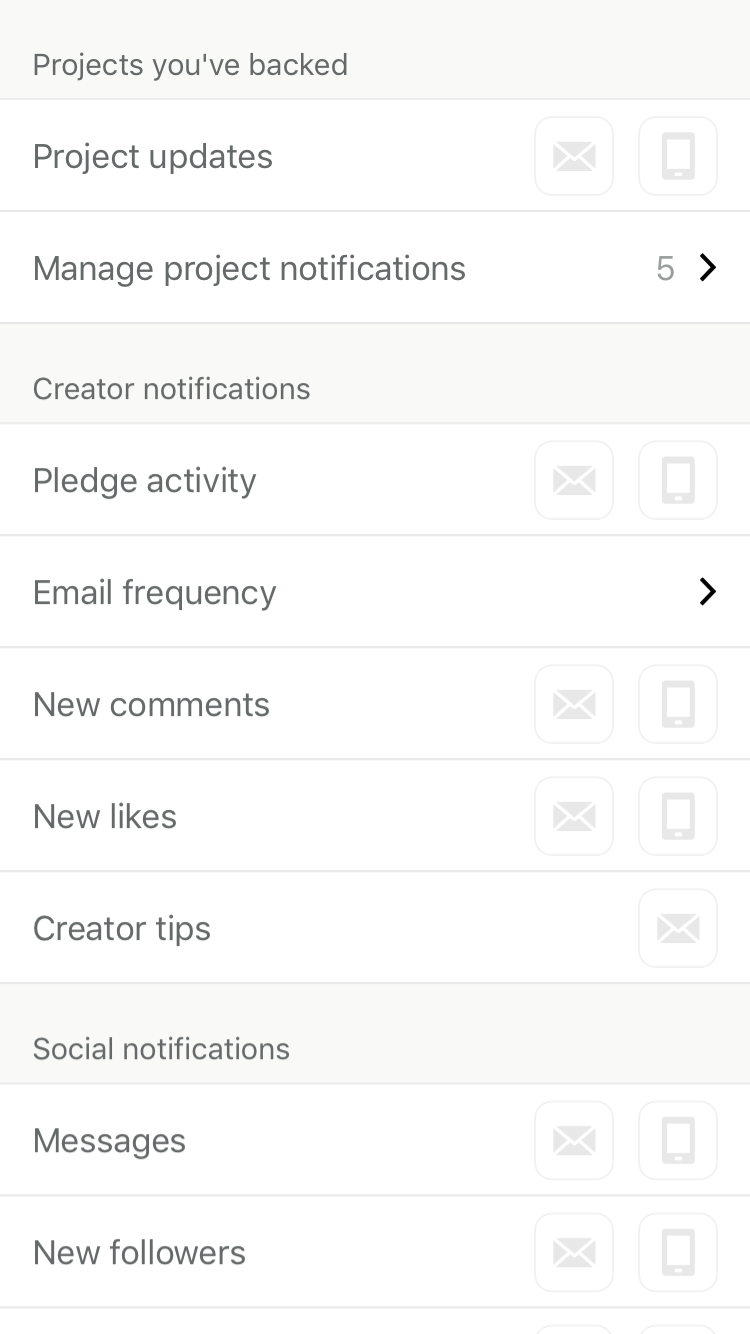 Projects you've backed
Project updates
Manage project notifications 5
Creator notifications
Pledge activity
Email frequency
New comments
New likes
Creator tips
Social notifications
Messages
New followers